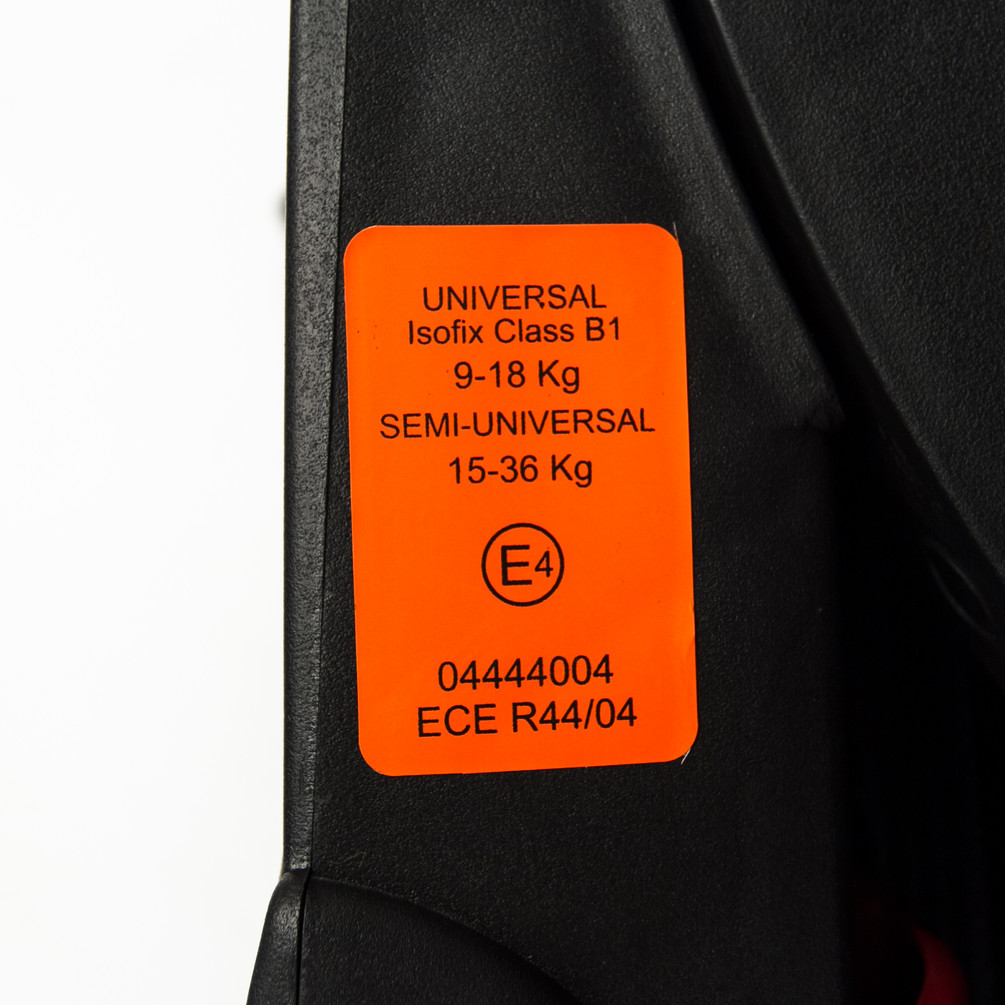 UNIVERSAL
Isofix Class B1
9-18 Kg
SEMI-UNIVERSAL
15-36 Kg
E4
04444004
ECE R44/04